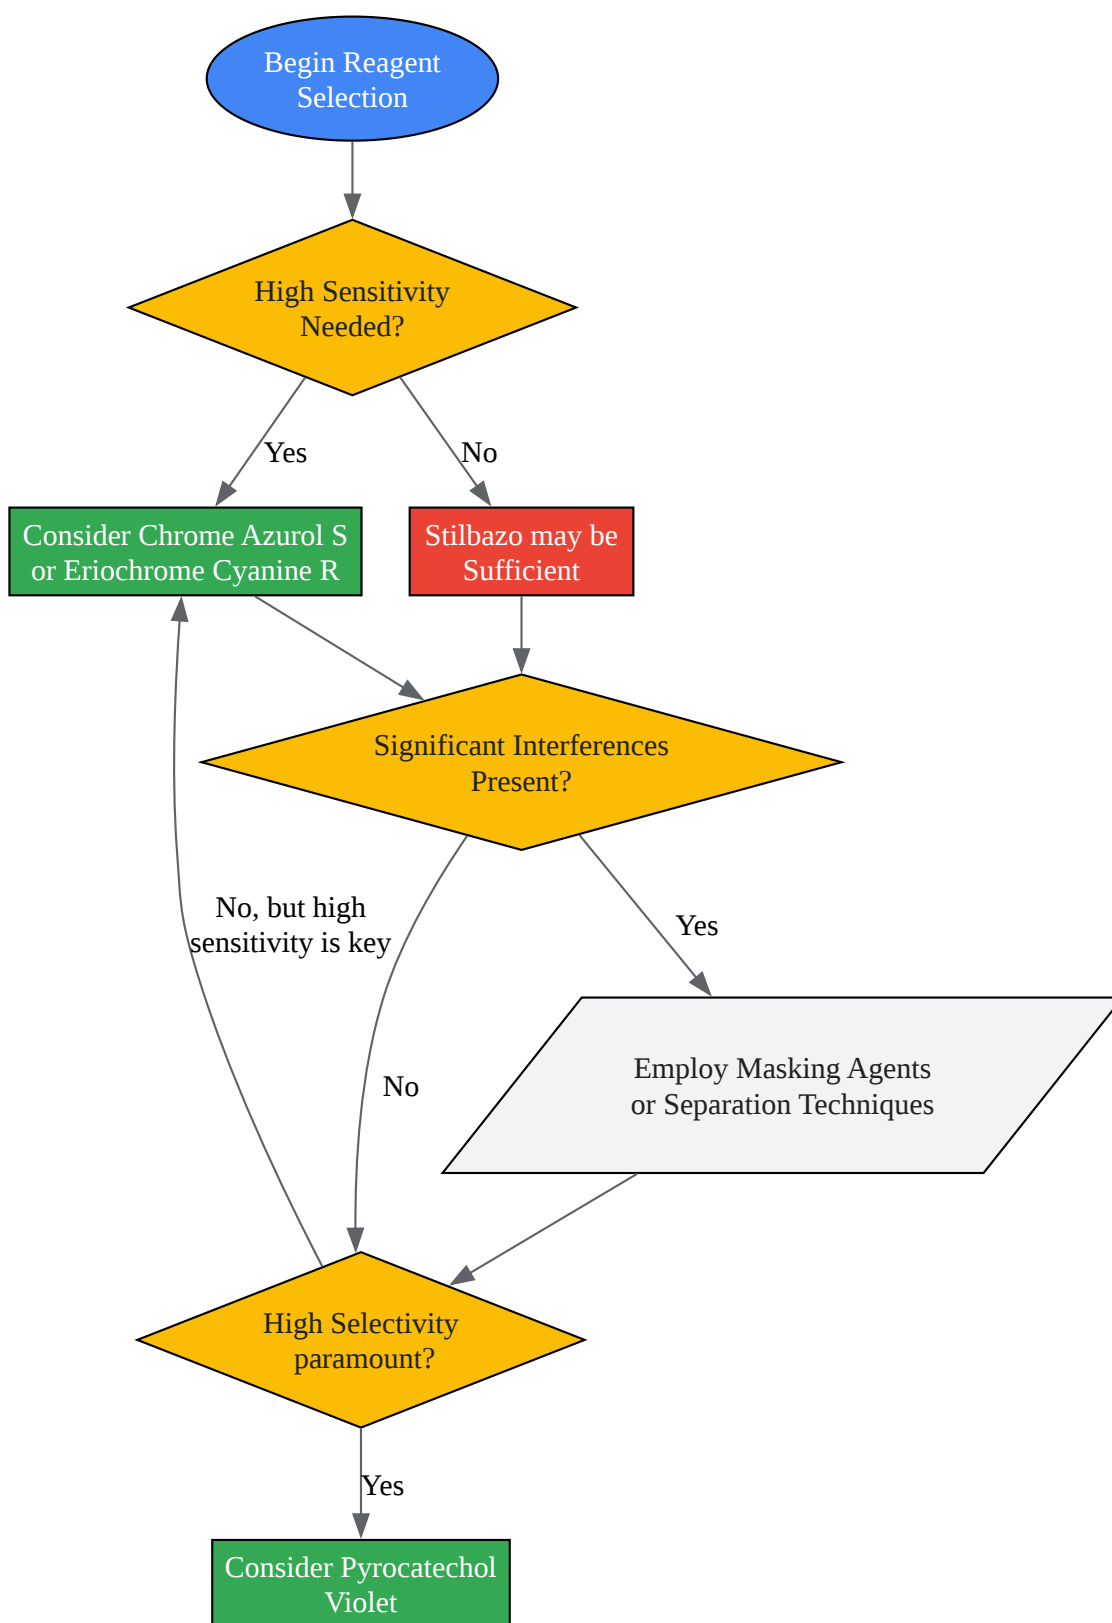 Begin Reagent
Selection
High Sensitivity
Needed?
Yes
No
Consider Chrome Azurol S
or Eriochrome Cyanine R
Stilbazo may be
Sufficient
Significant Interferences
Present?
No, but high
sensitivity is key
Yes
Employ Masking Agents
or Separation Techniques
No
High Selectivity
paramount?
Yes
Consider Pyrocatechol
Violet